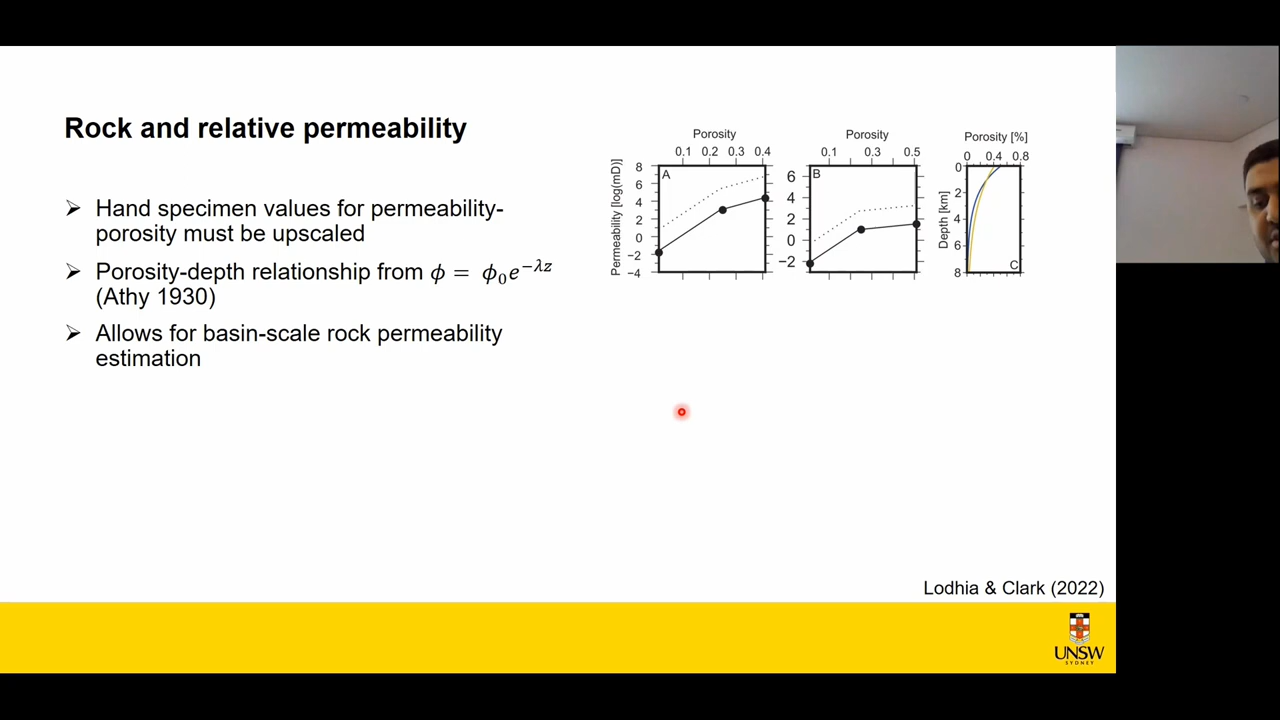 Rock and relative permeability
➢ Hand specimen values for permeability-
porosity must be upscaled
➢ Porosity-depth relationship from ϕ = ϕ₀e^{−λz}
(Athy 1930)
➢ Allows for basin-scale rock permeability
estimation
Porosity
0.1 0.2 0.3 0.4
Permeability [log(mD)]
8
6
4
2
0
−2
−4
A
Porosity
0.1 0.3 0.5
6
4
2
0
−2
B
Porosity [%]
0 0.4 0.8
Depth [km]
0
2
4
6
8
C
Lodhia & Clark (2022)
UNSW
SYDNEY